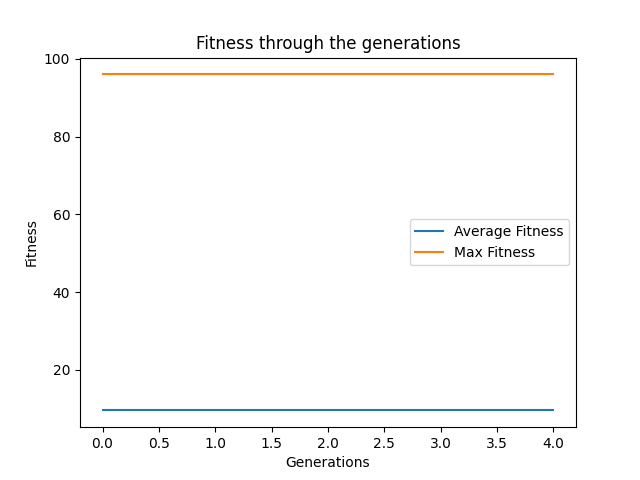 Fitness through the generations
Fitness
100
80
60
40
20
Average Fitness
Max Fitness
0.0 0.5 1.0 1.5 2.0 2.5 3.0 3.5 4.0
Generations